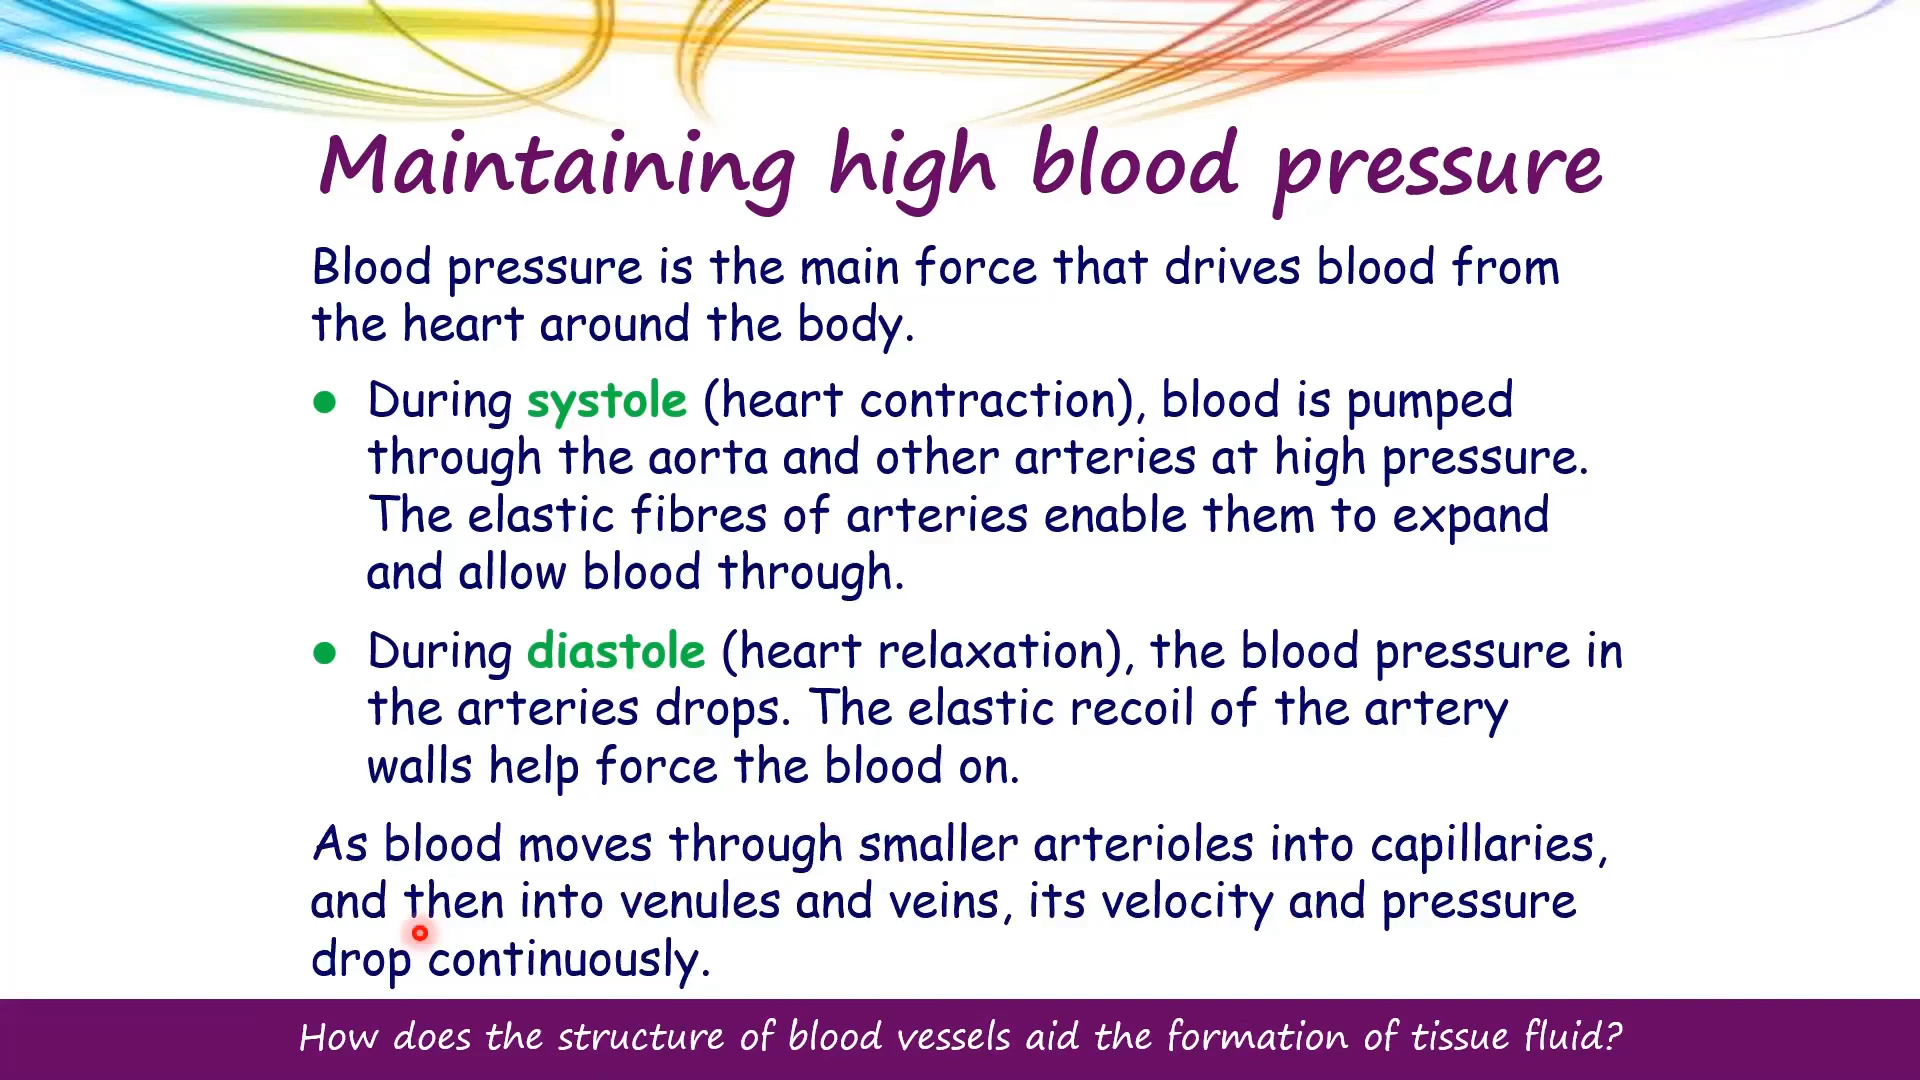 Maintaining high blood pressure
Blood pressure is the main force that drives blood from
the heart around the body.
During systole (heart contraction), blood is pumped
through the aorta and other arteries at high pressure.
The elastic fibres of arteries enable them to expand
and allow blood through.
During diastole (heart relaxation), the blood pressure in
the arteries drops. The elastic recoil of the artery
walls help force the blood on.
As blood moves through smaller arterioles into capillaries,
and then into venules and veins, its velocity and pressure
drop continuously.
How does the structure of blood vessels aid the formation of tissue fluid?